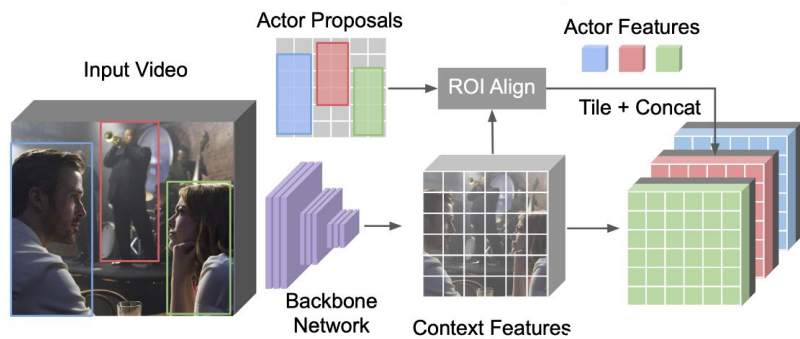 Actor Proposals
Actor Features
Input Video
ROI Align
Tile + Concat
Backbone
Network
Context Features